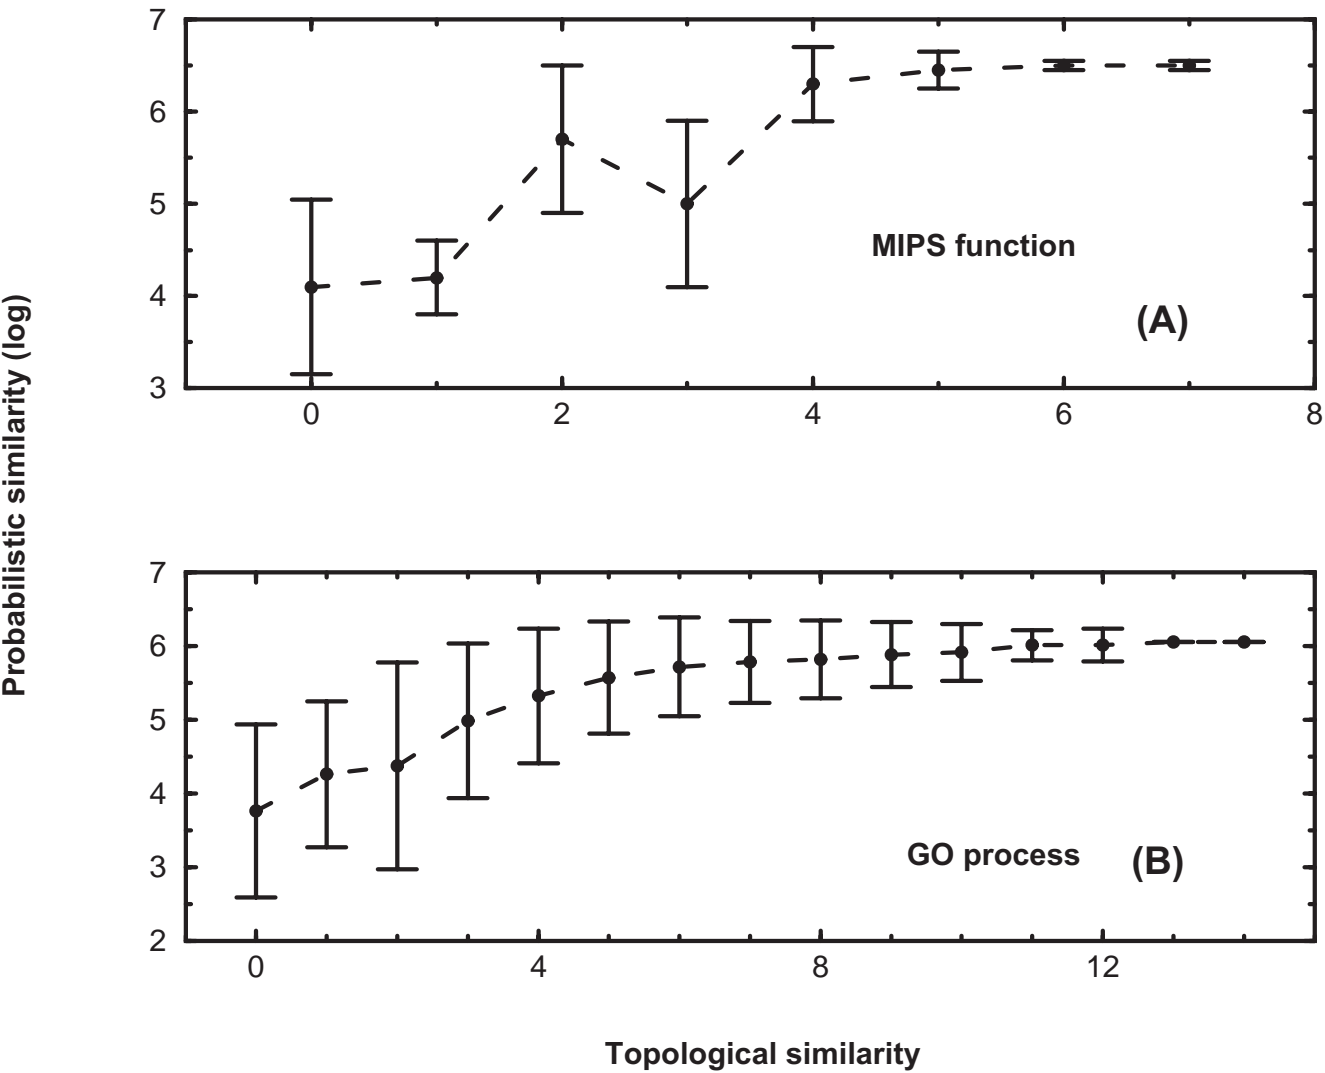 Probabilistic similarity (log)
7
6
5
4
3
MIPS function
(A)
0 2 4 6 8
7
6
5
4
3
2
GO process (B)
0 4 8 12
Topological similarity